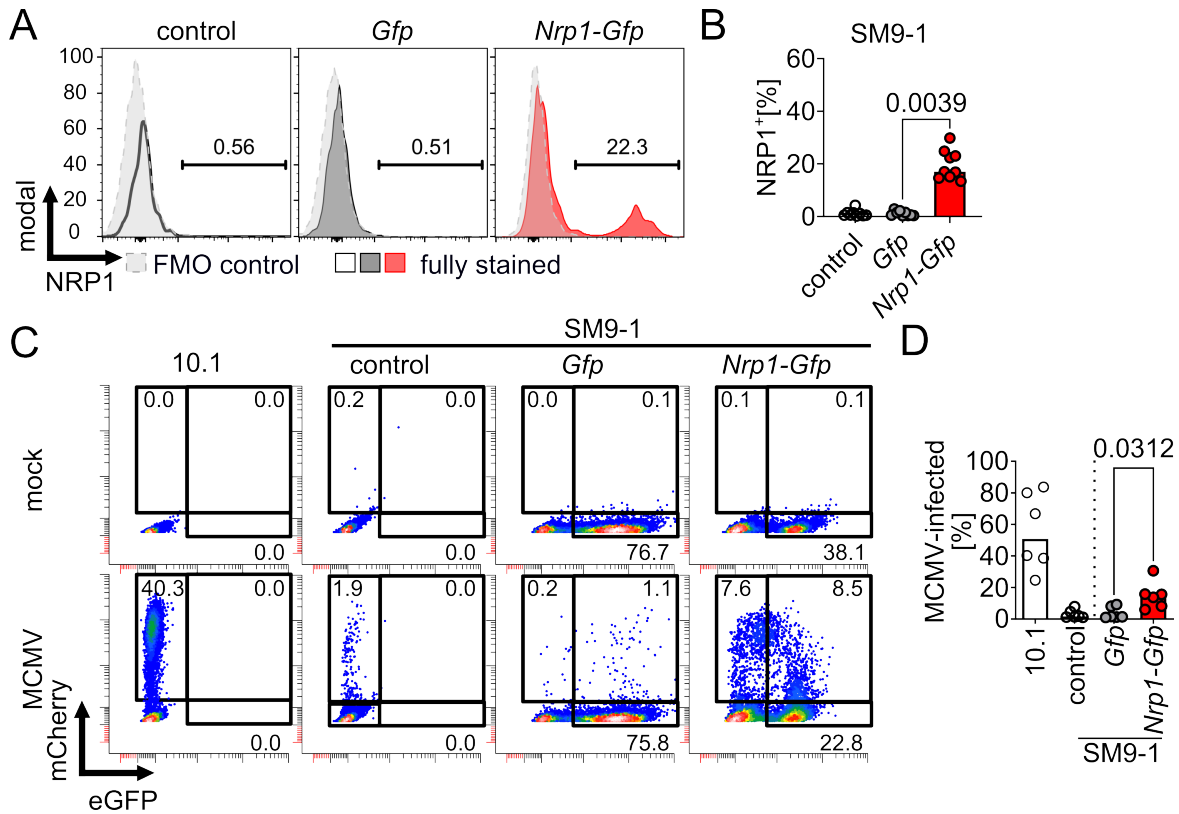 A
control
Gfp
Nrp1-Gfp
100
80
60
40
20
0
0.56
0.51
22.3
modal
NRP1
FMO control
fully stained
B
SM9-1
NRP1+[%]
60
40
20
0
0.0039
control
Gfp
Nrp1-Gfp
C
SM9-1
10.1
control
Gfp
Nrp1-Gfp
mock
0.0 0.0
0.0
0.2 0.0
0.0
0.0 0.1
76.7
0.1 0.1
38.1
MCMV
40.3 0.0
0.0
1.9 0.0
0.0
0.2 1.1
75.8
7.6 8.5
22.8
mCherry
eGFP
D
MCMV-infected
[%]
100
80
60
40
20
0
0.0312
10.1
control
Gfp
Nrp1-Gfp
SM9-1